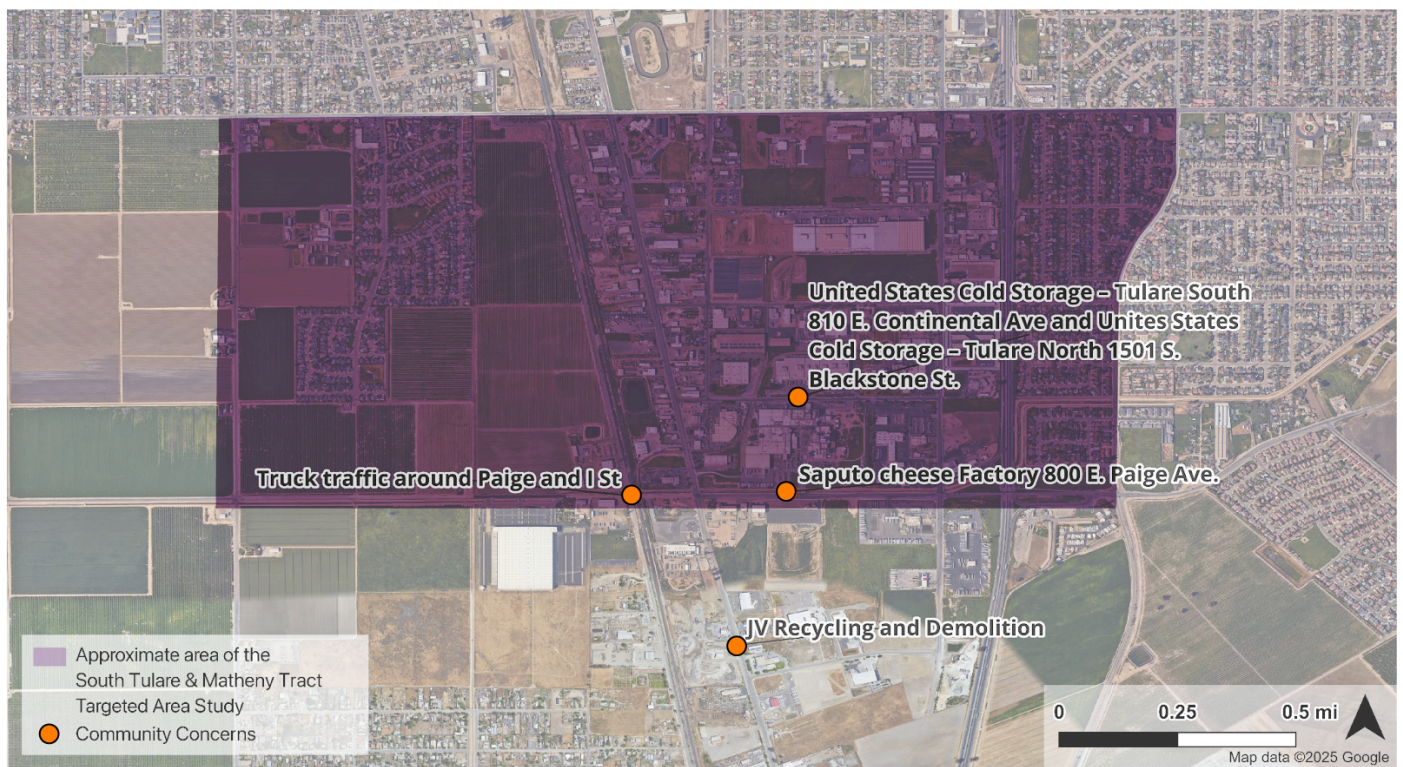 United States Cold Storage – Tulare South
810 E. Continental Ave and Unites States
Cold Storage – Tulare North 1501 S.
Blackstone St.
Truck traffic around Paige and I St
Saputo cheese Factory 800 E. Paige Ave.
JV Recycling and Demolition
Approximate area of the
South Tulare & Matheny Tract
Targeted Area Study
Community Concerns
0 0.25 0.5 mi
Map data ©2025 Google